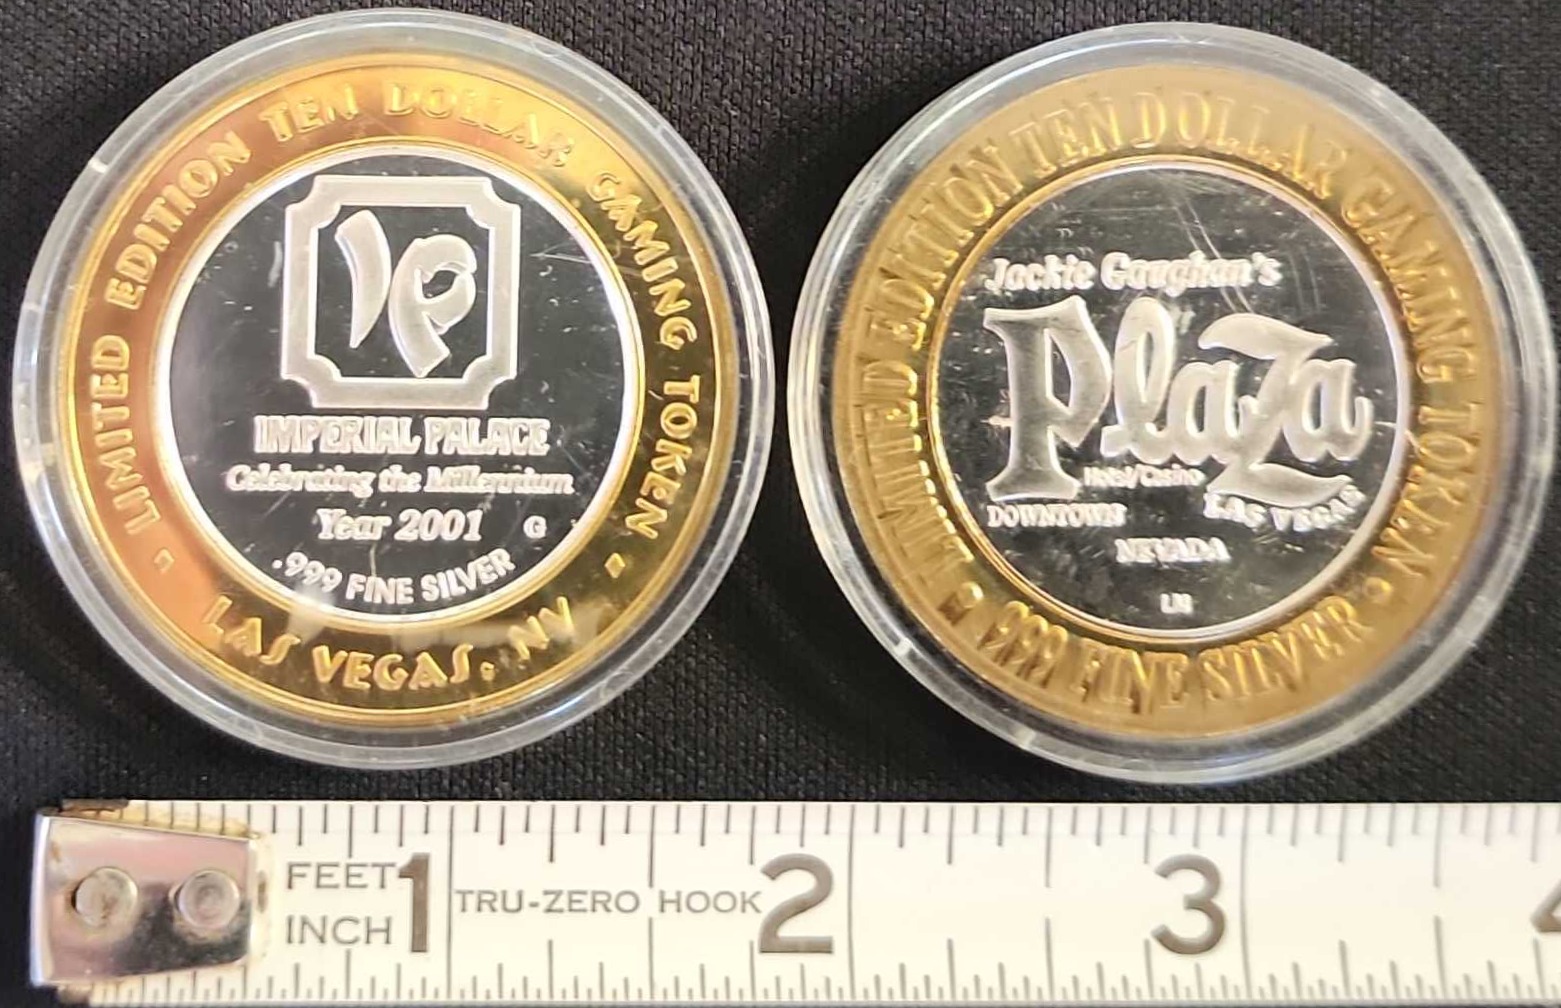 LIMITED EDITION TEN DOLLAR GAMING TOKEN
IP
IMPERIAL PALACE
Celebrating the Millennium
Year 2001 G
.999 FINE SILVER
LAS VEGAS, NV
LIMITED EDITION TEN DOLLAR GAMING TOKEN
Jackie Gaughan's
Plaza
Hotel/Casino
DOWNTOWN LAS VEGAS
NEVADA
LM
.999 FINE SILVER
FEET
INCH
1 TRU-ZERO HOOK 2 3 4